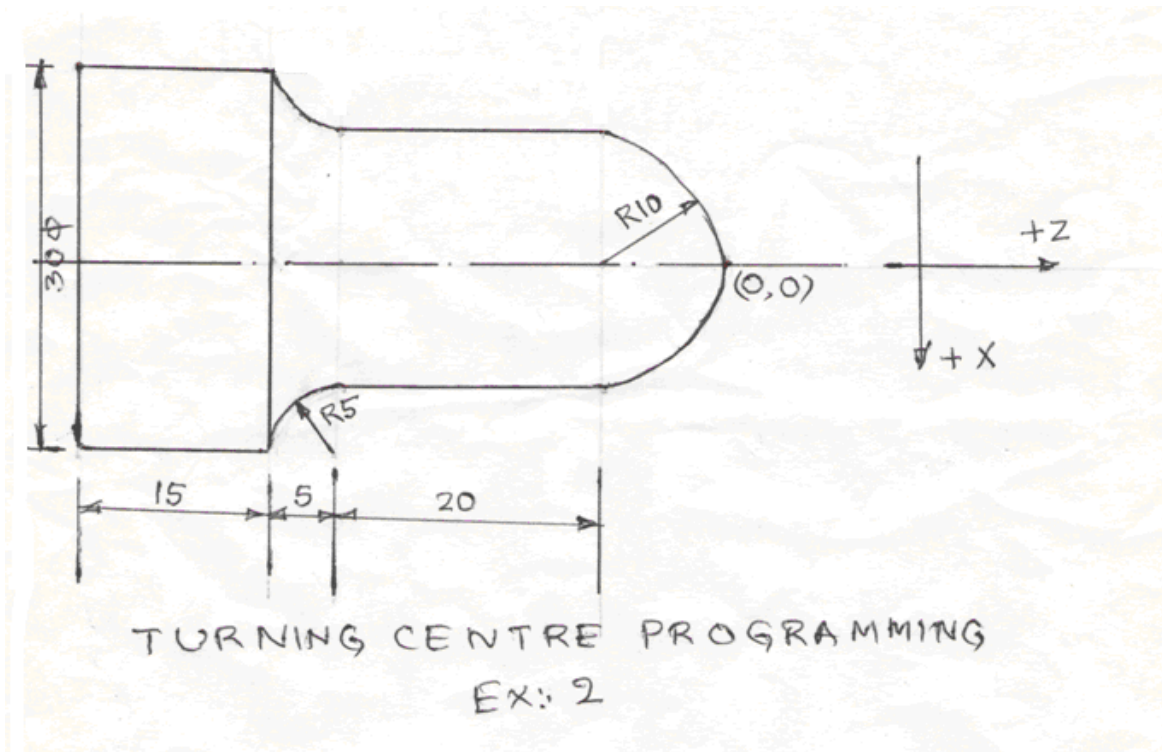 30Φ
R10
(0,0)
+Z
+X
R5
15
5
20
TURNING CENTRE PROGRAMMING
EX:- 2